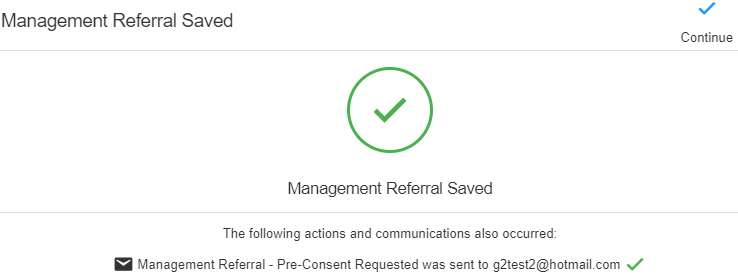 Management Referral Saved
Continue
Management Referral Saved
The following actions and communications also occurred:
Management Referral - Pre-Consent Requested was sent to g2test2@hotmail.com